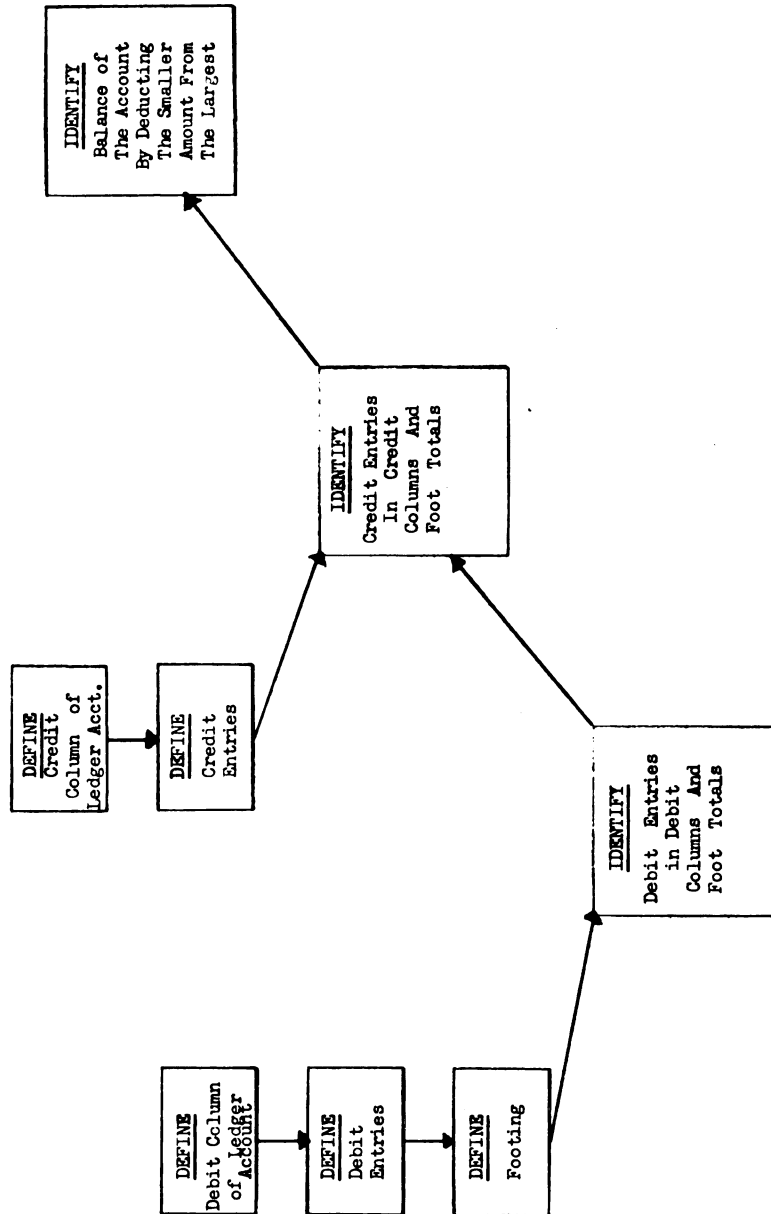 DEFINE
Debit Cclumn
of Ledger
Account
DEFINE
Debit
Entries
DEFINE
Footing
IDENTIFY
Debit Entries
in Debit
Columns And
Foot Totals
DEFINE
Credit
Column of
Ledger Acct.
DEFINE
Credit
Entries
IDENTIFY
Credit Entries
In Credit
Columns And
Foot Totals
IDENTIFY
Balance of
The Account
By Deducting
The Smaller
Amount From
The Largest